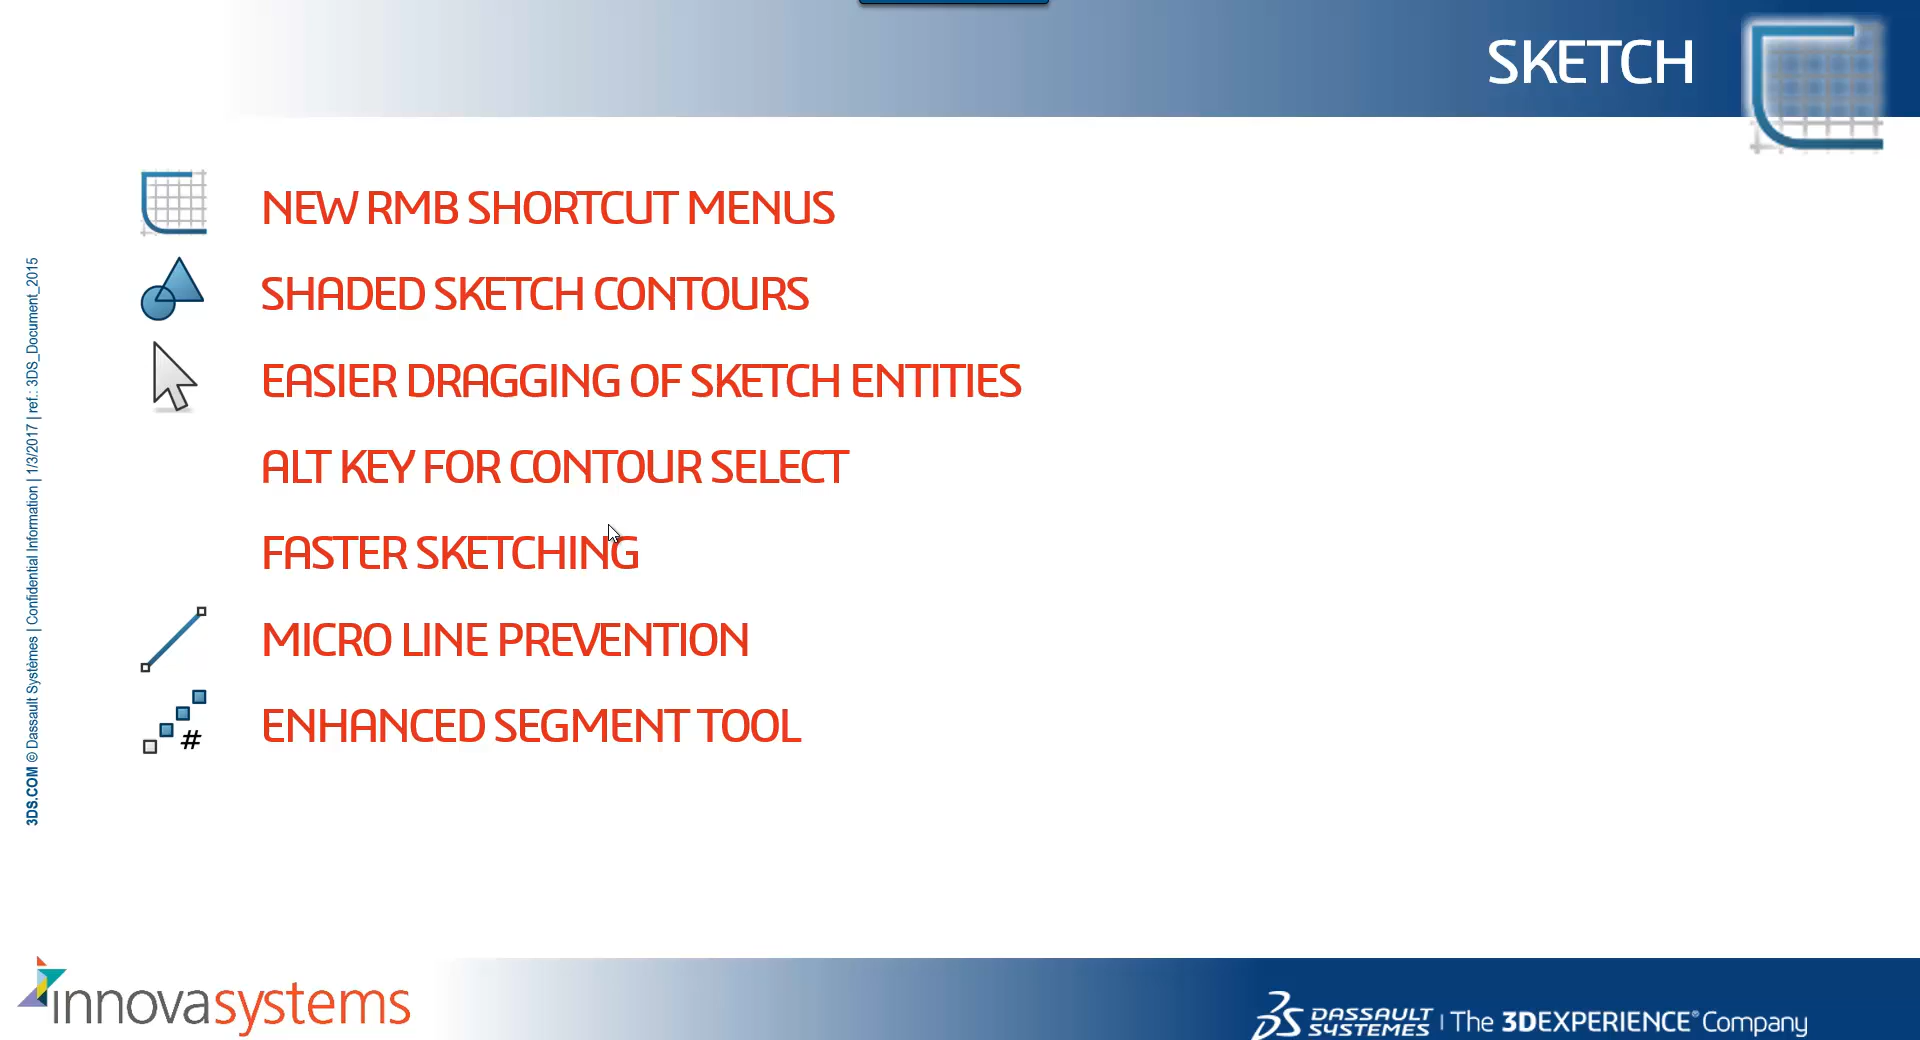 SKETCH
NEW RMB SHORTCUT MENUS
SHADED SKETCH CONTOURS
EASIER DRAGGING OF SKETCH ENTITIES
ALT KEY FOR CONTOUR SELECT
FASTER SKETCHING
MICRO LINE PREVENTION
#
ENHANCED SEGMENT TOOL
3DS.COM © Dassault Systèmes | Confidential Information | 1/3/2017 | ref.: 3DS_Document_2015
innovasystems
DASSAULT SYSTEMES | The 3DEXPERIENCE® Company